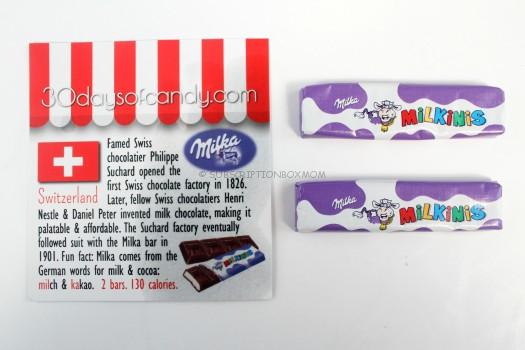 30daysofcandy.com
Famed Swiss
chocolatier Philippe
Suchard opened the
first Swiss chocolate factory in 1826.
Switzerland
Later, fellow Swiss chocolatiers Henri
Nestle & Daniel Peter invented milk chocolate, making it
palatable & affordable. The Suchard factory eventually
followed suit with the Milka bar in
1901. Fun fact: Milka comes from the
German words for milk & cocoa:
milch & kakao. 2 bars. 130 calories.
Milka
MiLKiNiS
© SUBSCRIPTIONBOXMOM
Milka
MiLKiNiS
Milka
MiLKiNiS